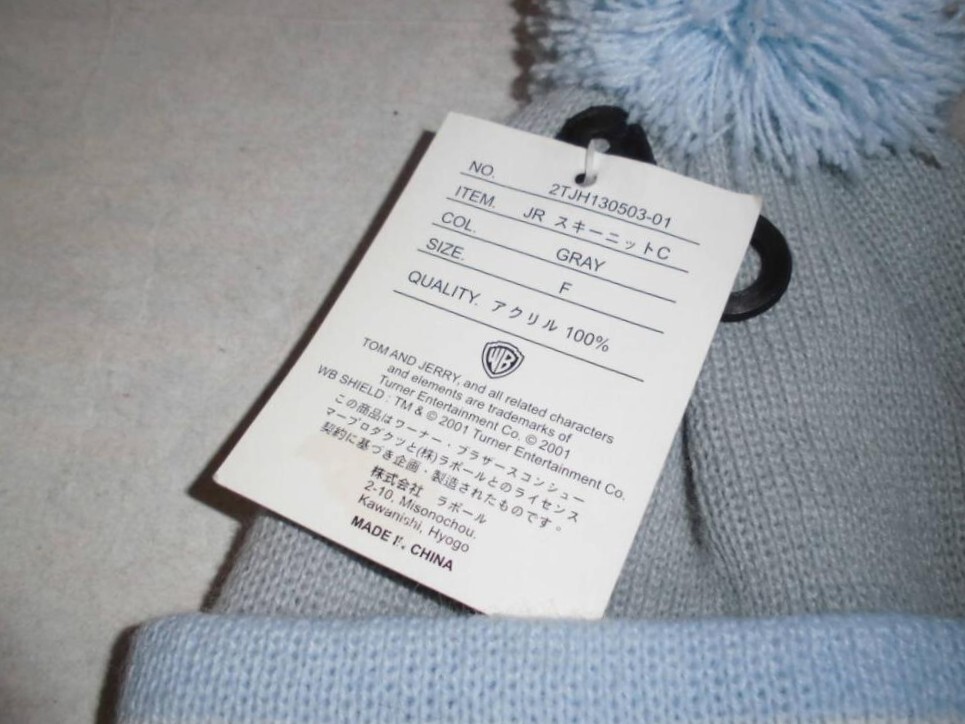 NO. 2TJH130503-01
ITEM. JR スキーニットC
COL. GRAY
SIZE. F
QUALITY. アクリル 100%
WB
TOM AND JERRY, and all related characters
and elements are trademarks of
Turner Entertainment Co. © 2001
WB SHIELD : TM & © 2001 Turner Entertainment Co.
この商品はワーナー・ブラザースコンシュー
マープロダクツと(株)ラボールとのライセンス
契約に基づき企画・製造されたものです。
株式会社 ラボール
2-10, Misonochou,
Kawanishi, Hyogo
MADE IN CHINA